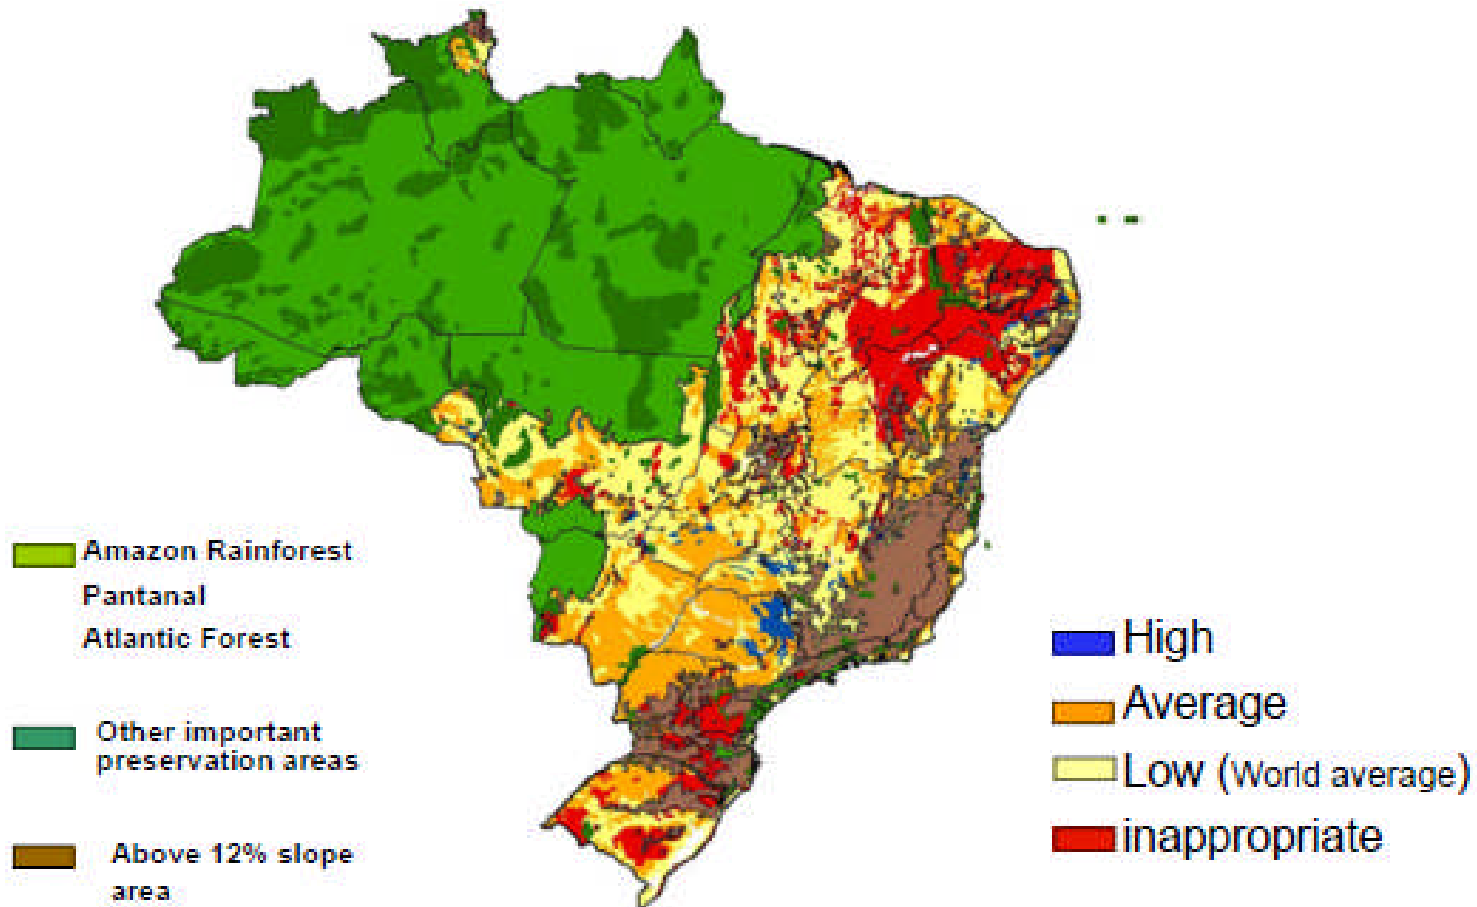 Amazon Rainforest
Pantanal
Atlantic Forest
Other important
preservation areas
Above 12% slope
area
High
Average
Low (World average)
inappropriate